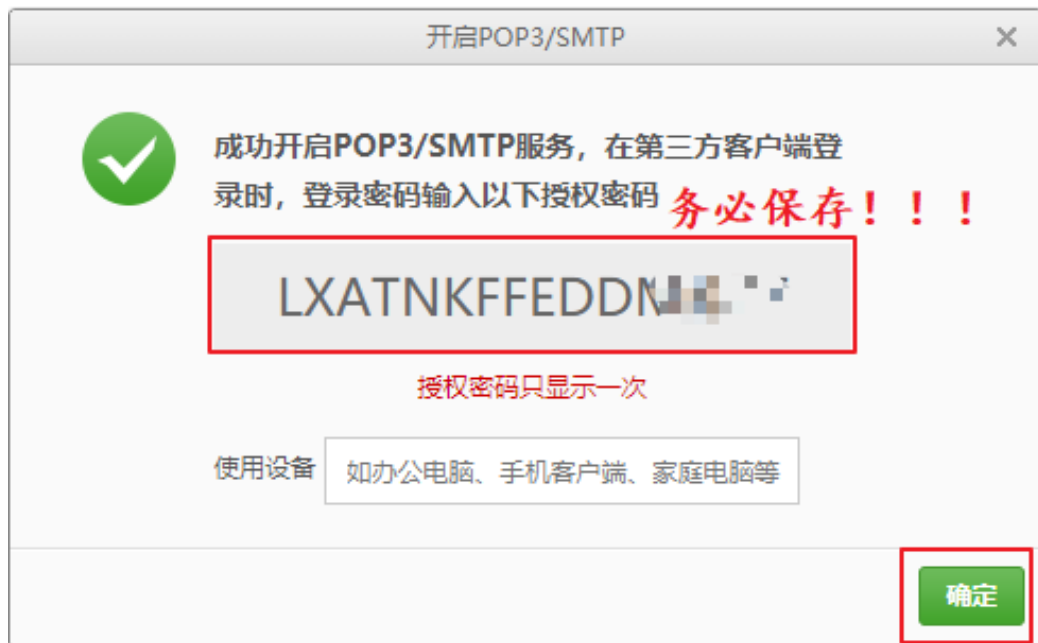 开启POP3/SMTP
成功开启POP3/SMTP服务，在第三方客户端登
录时，登录密码输入以下授权密码
务必保存！！！
LXATNKFFEDD
授权密码只显示一次
使用设备
如办公电脑、手机客户端、家庭电脑等
确定